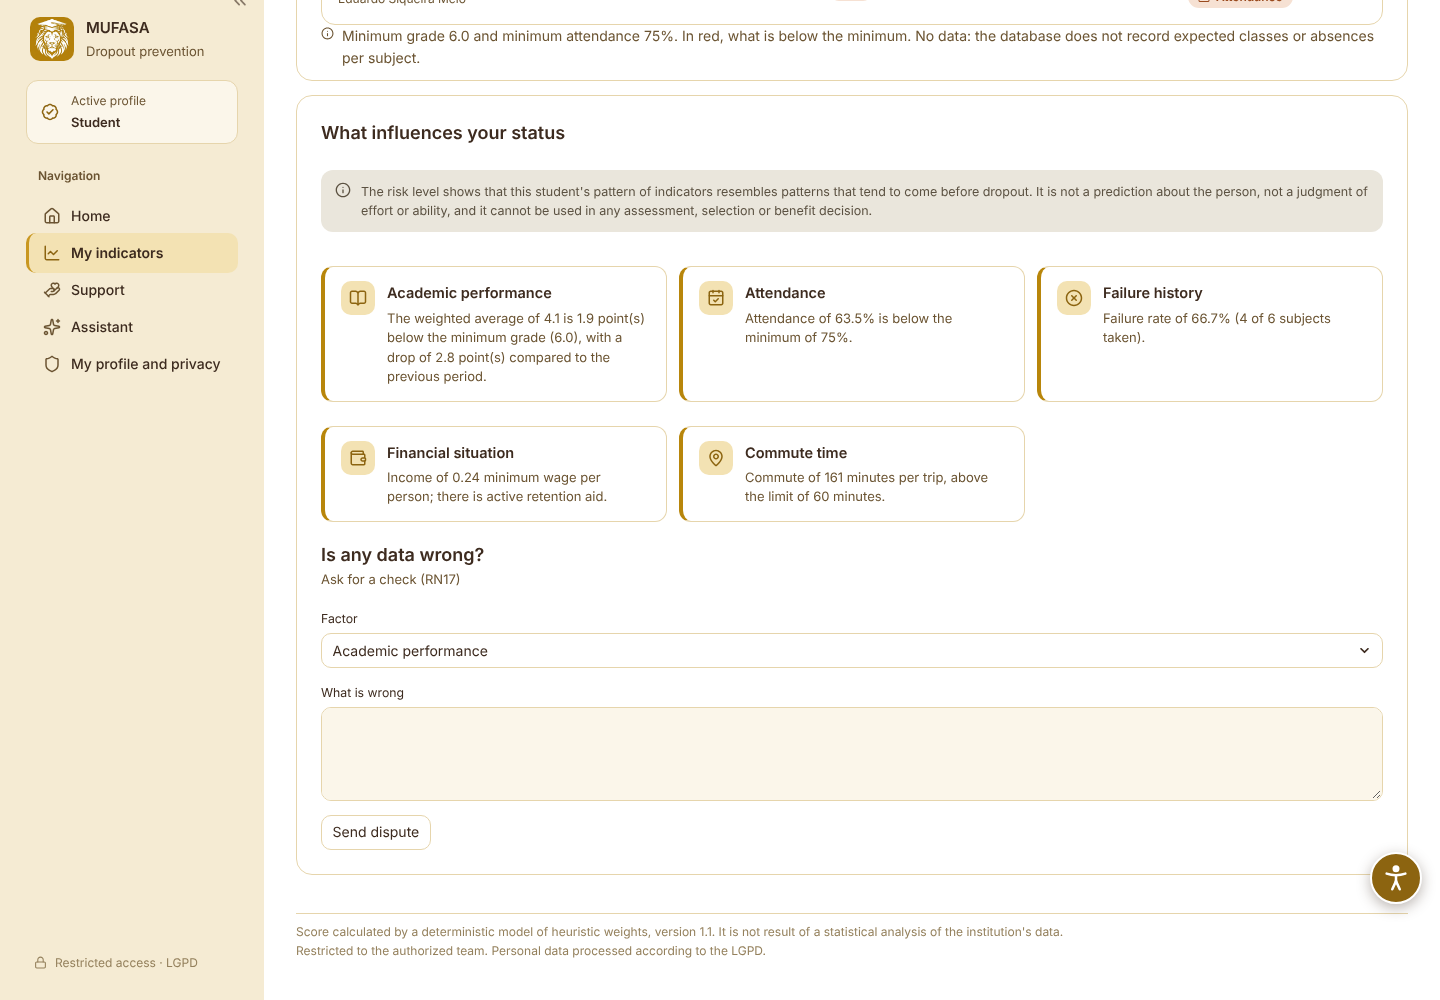 MUFASA
Dropout prevention
Active profile
Student
Navigation
Home
My indicators
Support
Assistant
My profile and privacy
Restricted access · LGPD
Minimum grade 6.0 and minimum attendance 75%. In red, what is below the minimum. No data: the database does not record expected classes or absences
per subject.
What influences your status
The risk level shows that this student's pattern of indicators resembles patterns that tend to come before dropout. It is not a prediction about the person, not a judgment of
effort or ability, and it cannot be used in any assessment, selection or benefit decision.
Academic performance
The weighted average of 4.1 is 1.9 point(s)
below the minimum grade (6.0), with a
drop of 2.8 point(s) compared to the
previous period.
Attendance
Attendance of 63.5% is below the
minimum of 75%.
Failure history
Failure rate of 66.7% (4 of 6 subjects
taken).
Financial situation
Income of 0.24 minimum wage per
person; there is active retention aid.
Commute time
Commute of 161 minutes per trip, above
the limit of 60 minutes.
Is any data wrong?
Ask for a check (RN17)
Factor
Academic performance
What is wrong
Send dispute
Score calculated by a deterministic model of heuristic weights, version 1.1. It is not result of a statistical analysis of the institution's data.
Restricted to the authorized team. Personal data processed according to the LGPD.